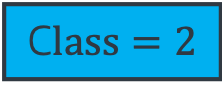 Class = 2